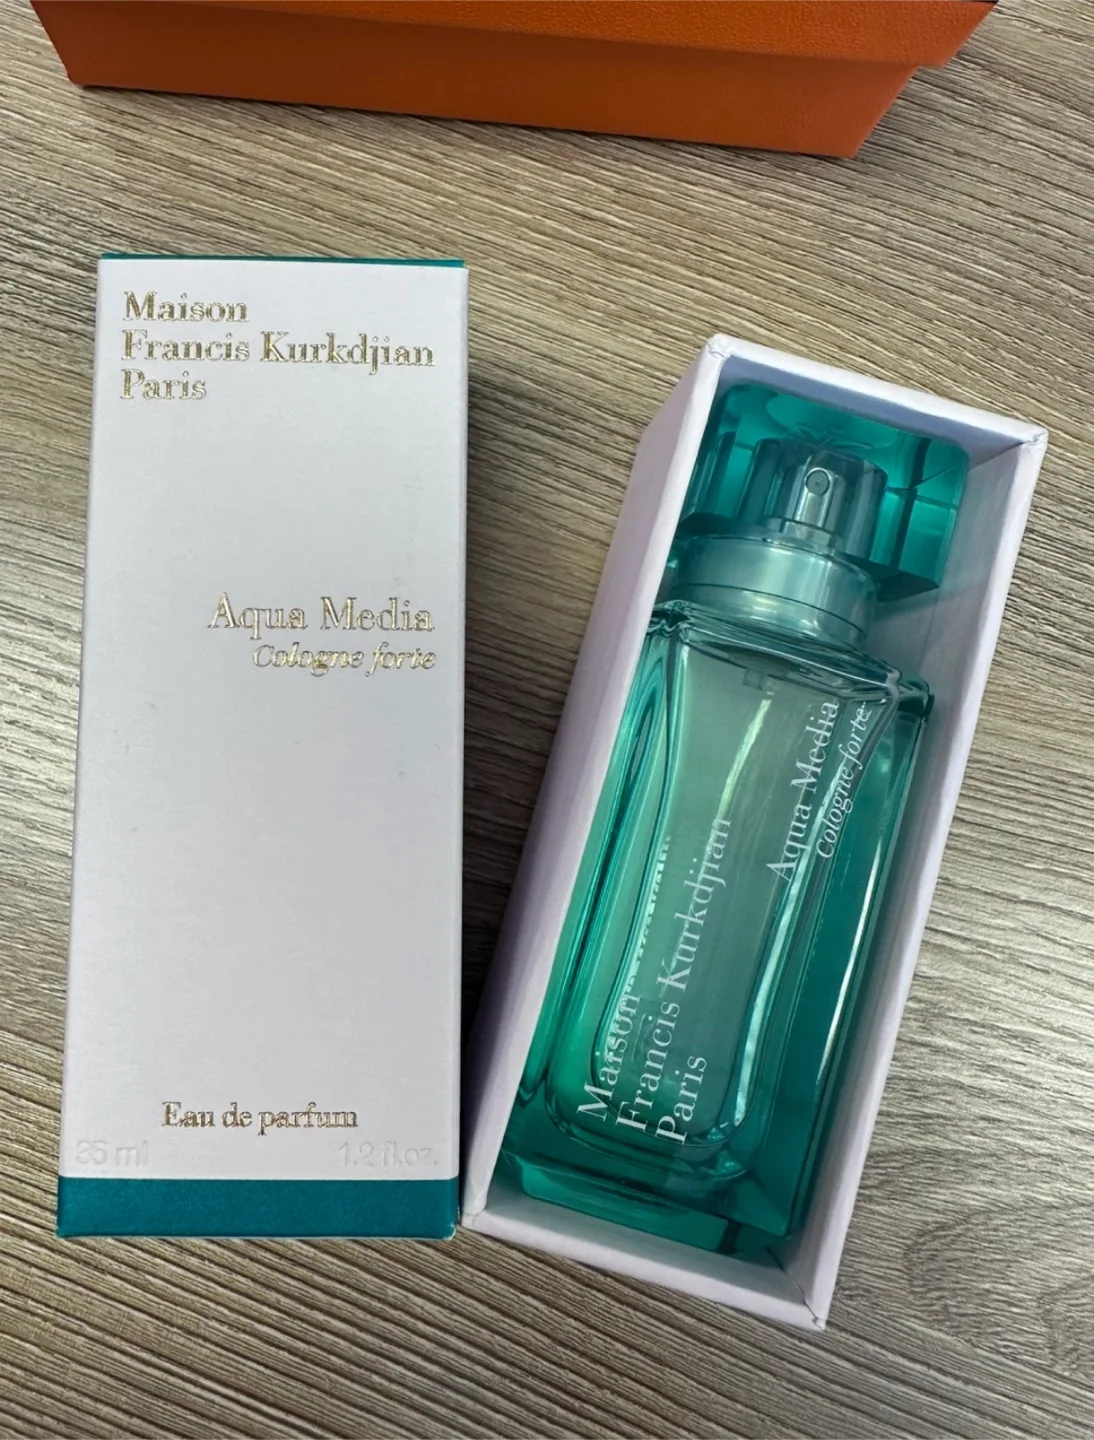 Maison
Francis Kurkdjian
Paris
Aqua Media
Cologne forte
Eau de parfum
35 ml 1.2 fl.oz.
Maison
Francis Kurkdjian
Paris
Aqua Media
Cologne forte